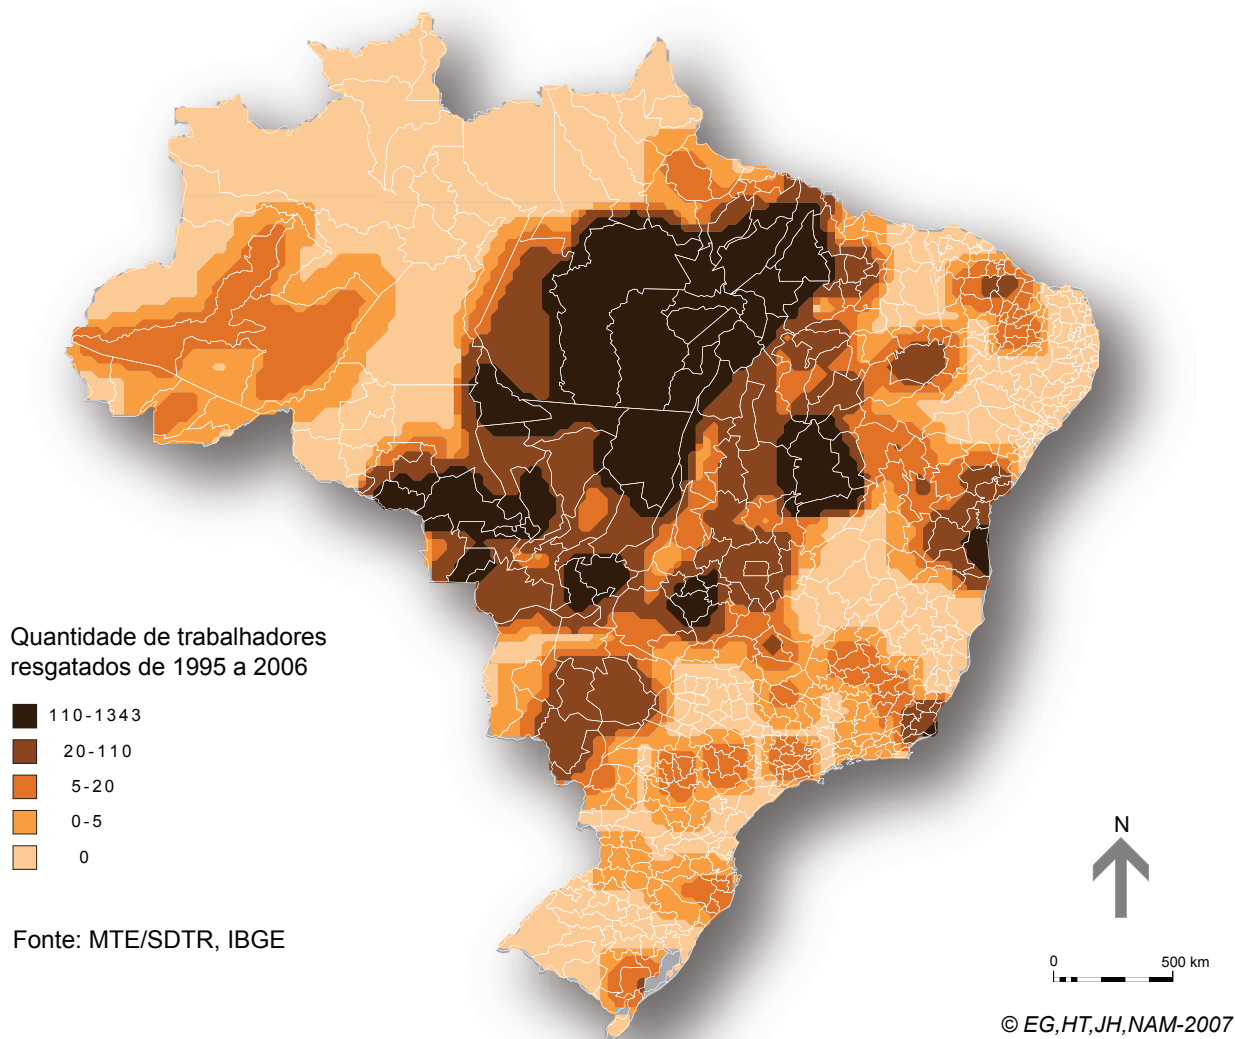 Quantidade de trabalhadores
resgatados de 1995 a 2006
110-1343
20-110
5-20
0-5
0
Fonte: MTE/SDTR, IBGE
N
0 500 km
© EG,HT,JH,NAM-2007